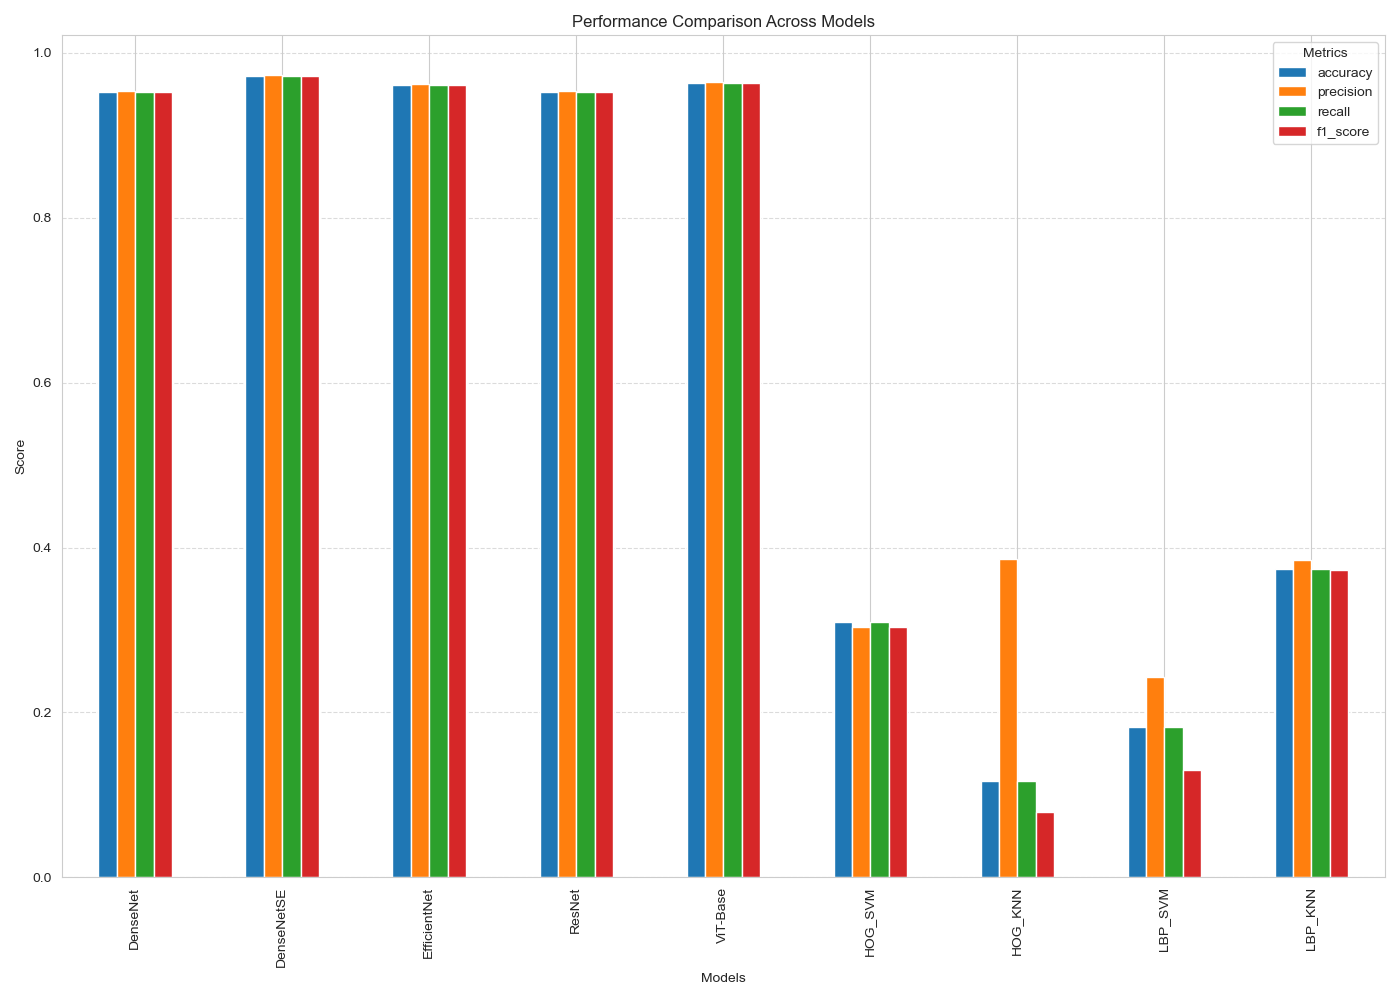 Performance Comparison Across Models
Metrics
accuracy
precision
recall
f1_score
Score
1.0
0.8
0.6
0.4
0.2
0.0
DenseNet
DenseNetSE
EfficientNet
ResNet
ViT-Base
HOG_SVM
HOG_KNN
LBP_SVM
LBP_KNN
Models